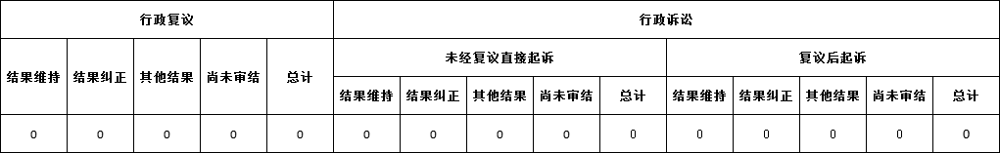 行政复议 行政诉讼
未经复议直接起诉 复议后起诉
结果维持 结果纠正 其他结果 尚未审结 总计
结果维持 结果纠正 其他结果 尚未审结 总计 结果维持 结果纠正 其他结果 尚未审结 总计
0 0 0 0 0 0 0 0 0 0 0 0 0 0 0